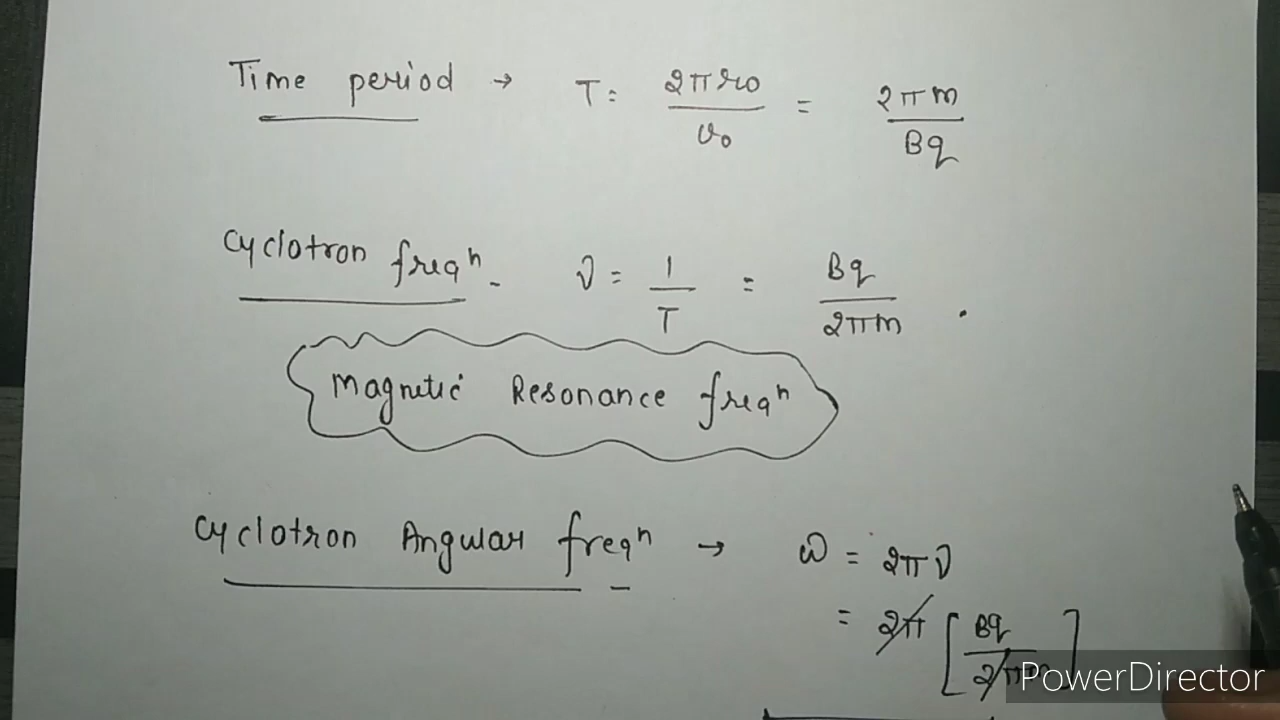 Time period → T = 2πr₀/v₀ = 2πm/Bq
Cyclotron freqⁿ - ν = 1/T = Bq/2πm .
Magnetic Resonance freqⁿ
Cyclotron Angular freqⁿ → ω = 2πν
= 2π [Bq/2πm]
PowerDirector